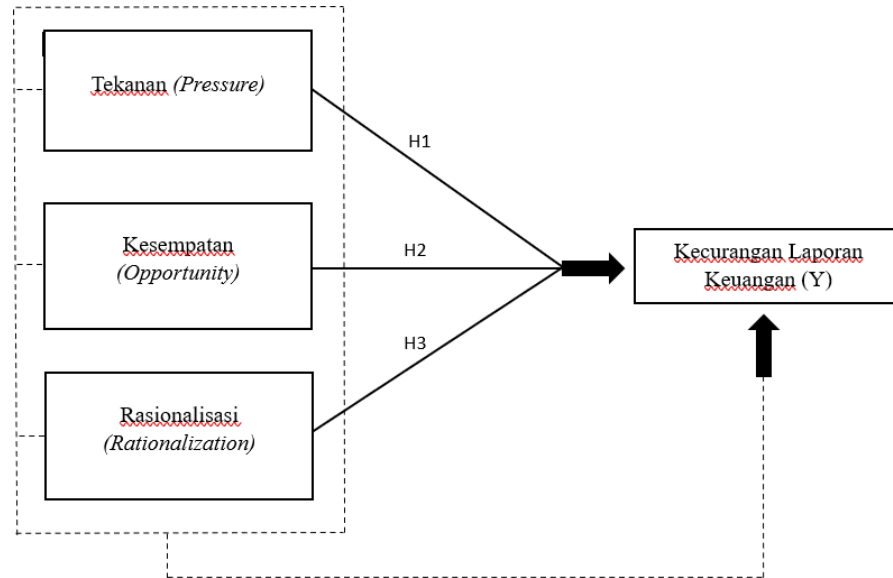 Tekanan (Pressure)
H1
Kesempatan
(Opportunity)
H2
Kecurangan Laporan
Keuangan (Y)
H3
Rasionalisasi
(Rationalization)